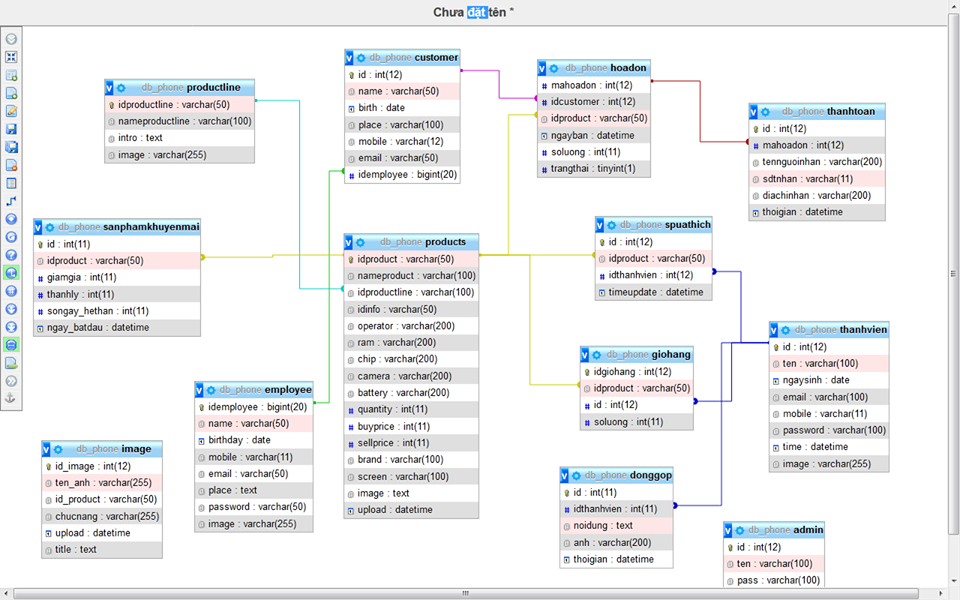 Chưa đặt tên *
db_phone productline
idproductline : varchar(50)
nameproductline : varchar(100)
intro : text
image : varchar(255)
db_phone customer
id : int(12)
name : varchar(50)
birth : date
place : varchar(100)
mobile : varchar(12)
email : varchar(50)
idemployee : bigint(20)
db_phone hoadon
mahoadon : int(12)
idcustomer : int(12)
idproduct : varchar(50)
ngayban : datetime
soluong : int(11)
trangthai : tinyint(1)
db_phone thanhtoan
id : int(12)
mahoadon : int(12)
tennguoinhan : varchar(200)
sdtnhan : varchar(11)
diachinhan : varchar(200)
thoigian : datetime
db_phone sanphamkhuyenmai
id : int(11)
idproduct : varchar(50)
giamgia : int(11)
thanhly : int(11)
songay_hethan : int(11)
ngay_batdau : datetime
db_phone products
idproduct : varchar(50)
nameproduct : varchar(100)
idproductline : varchar(100)
idinfo : varchar(50)
operator : varchar(200)
ram : varchar(200)
chip : varchar(200)
camera : varchar(200)
battery : varchar(200)
quantity : int(11)
buyprice : int(11)
sellprice : int(11)
brand : varchar(100)
screen : varchar(100)
image : text
upload : datetime
db_phone spuathich
id : int(12)
idproduct : varchar(50)
idthanhvien : int(12)
timeupdate : datetime
db_phone thanhvien
id : int(12)
ten : varchar(100)
ngaysinh : date
email : varchar(100)
mobile : varchar(11)
password : varchar(100)
time : datetime
image : varchar(255)
db_phone giohang
idgiohang : int(12)
idproduct : varchar(50)
id : int(12)
soluong : int(11)
db_phone employee
idemployee : bigint(20)
name : varchar(50)
birthday : date
mobile : varchar(11)
email : varchar(50)
place : text
password : varchar(50)
image : varchar(255)
db_phone image
id_image : int(12)
ten_anh : varchar(255)
id_product : varchar(50)
chucnang : varchar(255)
upload : datetime
title : text
db_phone donggop
id : int(11)
idthanhvien : int(11)
noidung : text
anh : varchar(200)
thoigian : datetime
db_phone admin
id : int(12)
ten : varchar(100)
pass : varchar(100)